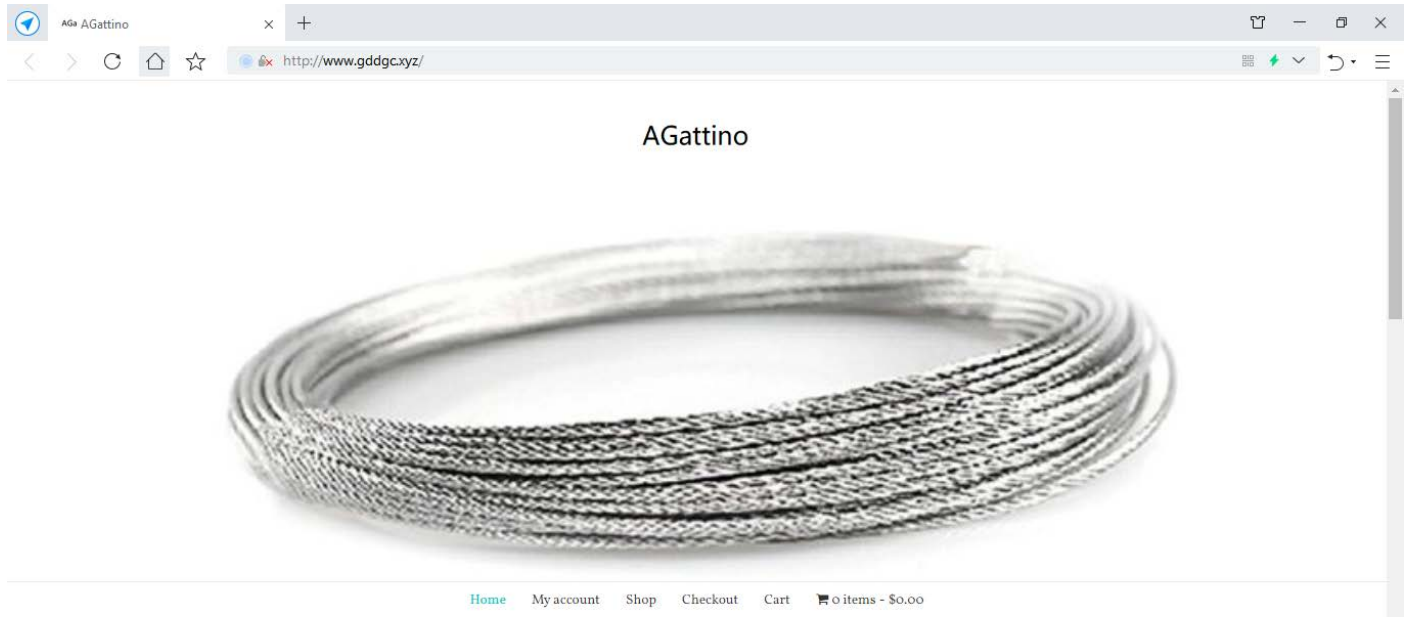 AGa AGattino
http://www.gddgc.xyz/
AGattino
Home My account Shop Checkout Cart 0 items - $0.00